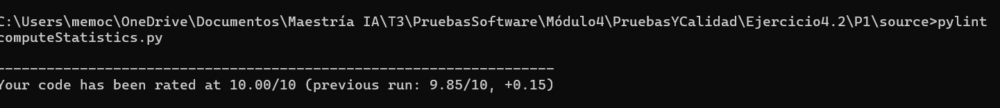 C:\Users\memoc\OneDrive\Documentos\Maestría IA\T3\PruebasSoftware\Módulo4\PruebasYCalidad\Ejercicio4.2\P1\source>pylint
computeStatistics.py
-------------------------------------------------------------------
Your code has been rated at 10.00/10 (previous run: 9.85/10, +0.15)